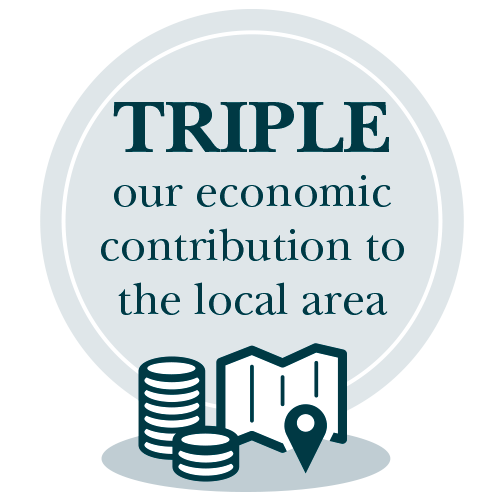 TRIPLE
our economic
contribution to
the local area